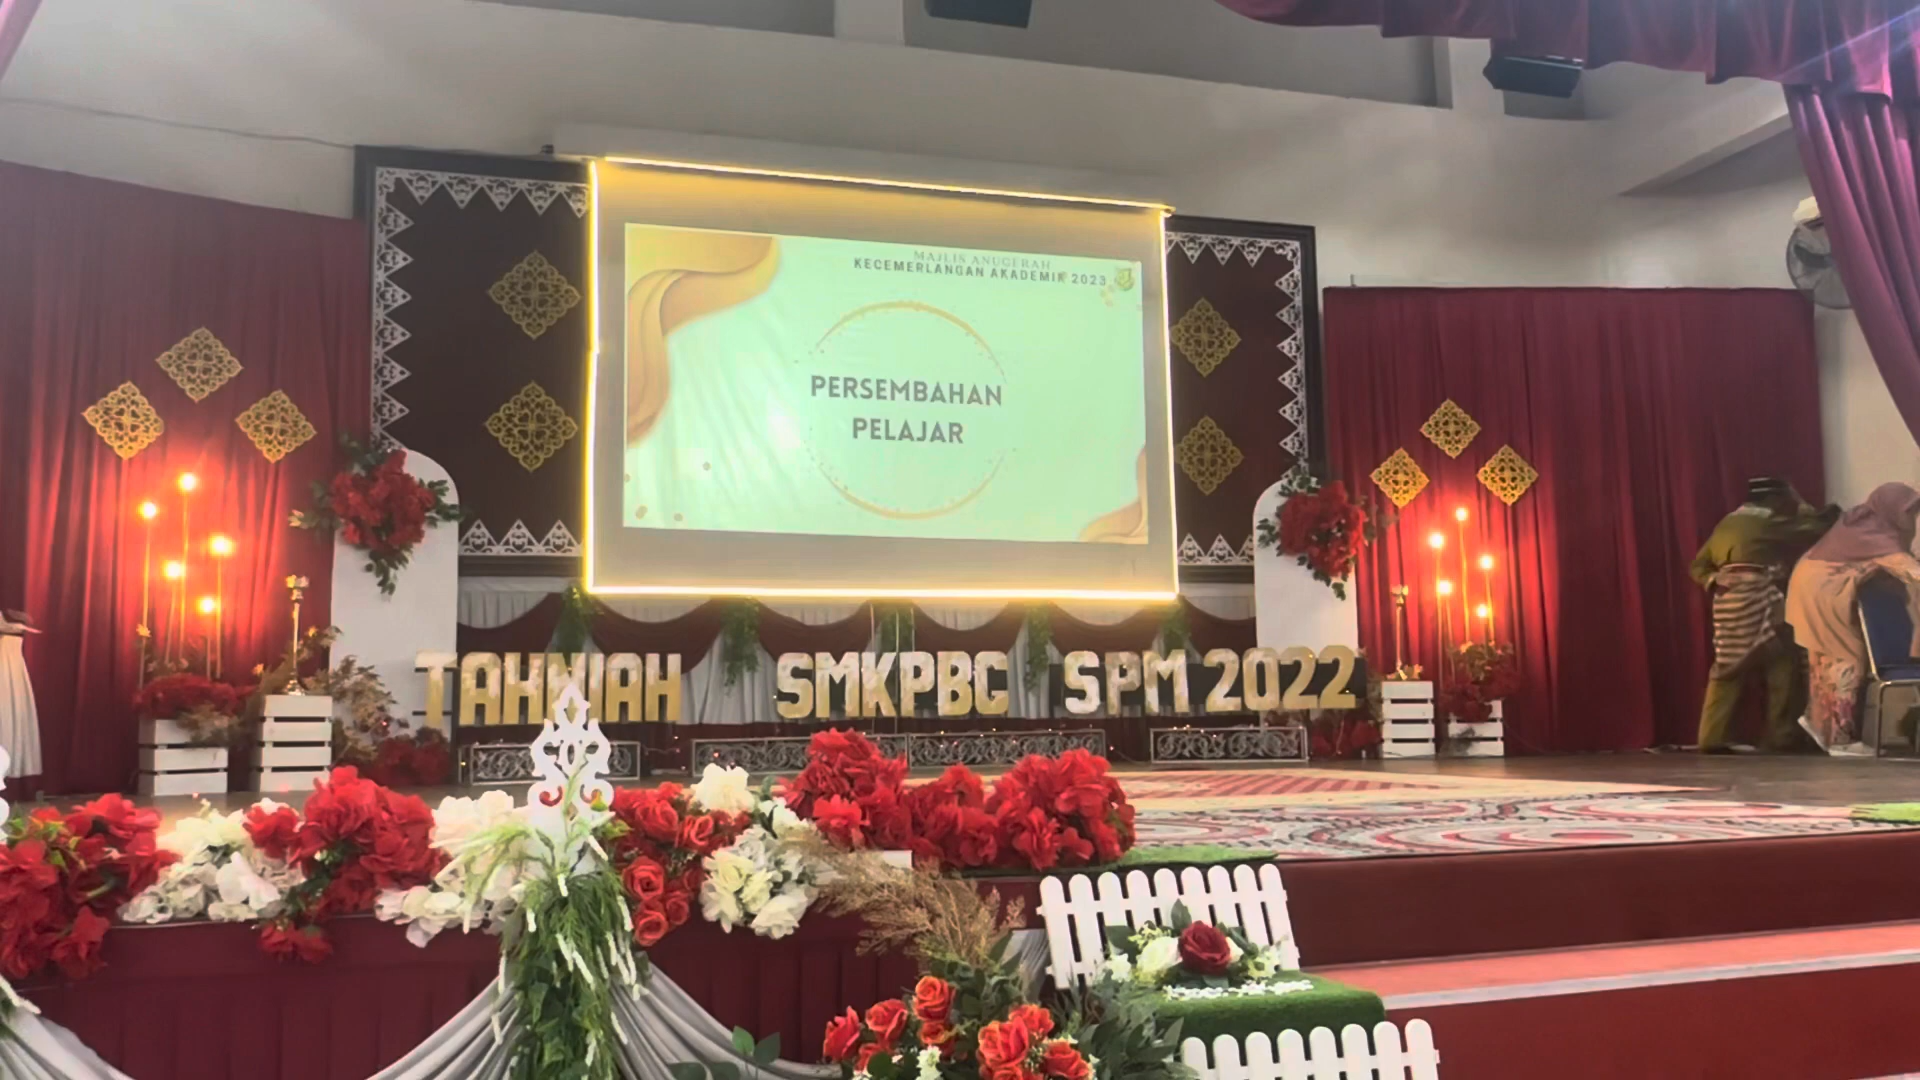 MAJLIS ANUGERAH
KECEMERLANGAN AKADEMIK 2023
PERSEMBAHAN
PELAJAR
TAHNIAH SMKPBG SPM 2022